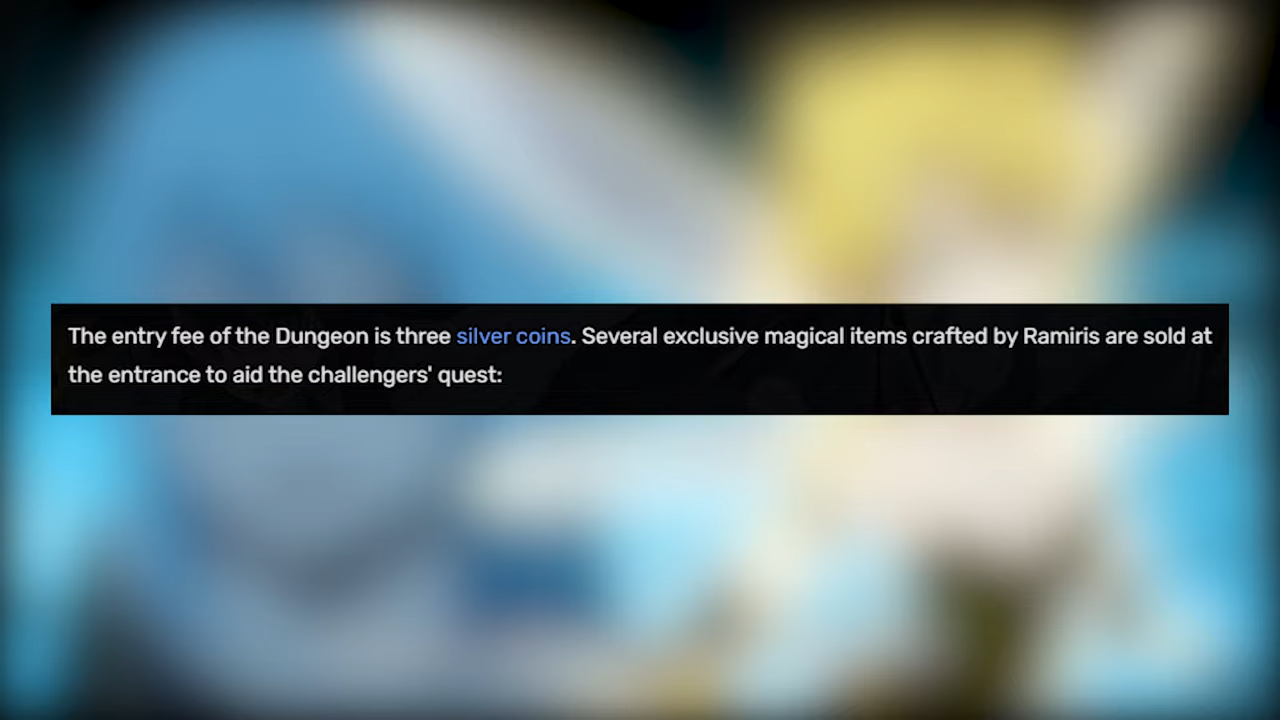 The entry fee of the Dungeon is three silver coins. Several exclusive magical items crafted by Ramiris are sold at
the entrance to aid the challengers' quest: